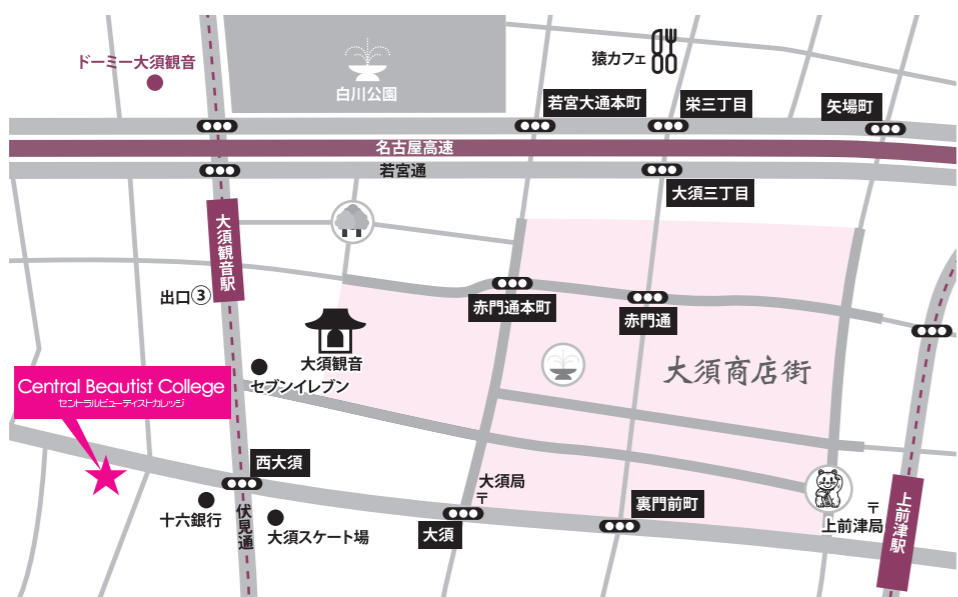 ドーミー大須観音
白川公園
猿カフェ
若宮大通本町
栄三丁目
矢場町
名古屋高速
若宮通
大須三丁目
大須観音駅
出口③
赤門通本町
赤門通
大須観音
セブンイレブン
大須商店街
Central Beautist College
セントラルビューティストカレッジ
西大須
大須局
〒
十六銀行
伏見通
大須スケート場
大須
裏門前町
〒
上前津局
上前津駅